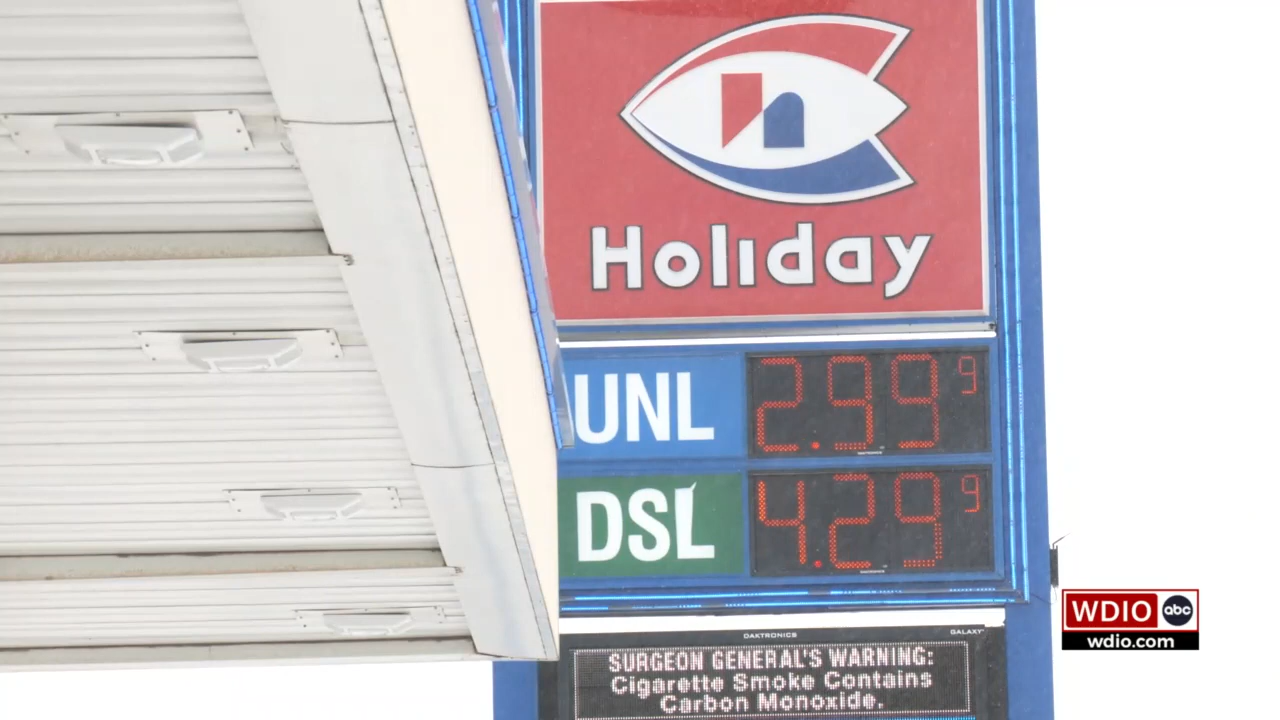 h
Holiday
UNL 2.99 9
DSL 4.29 9
DAKTRONICS GALAXY
SURGEON GENERAL'S WARNING:
Cigarette Smoke Contains
Carbon Monoxide.
WDIO abc
wdio.com